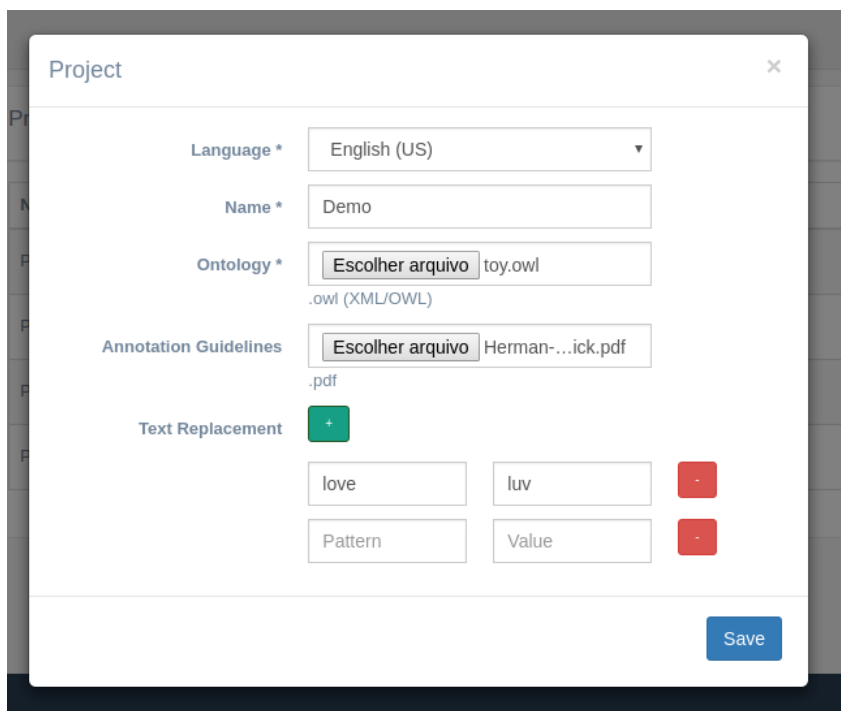 Project ×
Pr
Language * English (US)
N
Name * Demo
P
Ontology * Escolher arquivo toy.owl
.owl (XML/OWL)
P
Annotation Guidelines Escolher arquivo Herman-…ick.pdf
.pdf
P
Text Replacement +
P
love luv -
Pattern Value -
Save